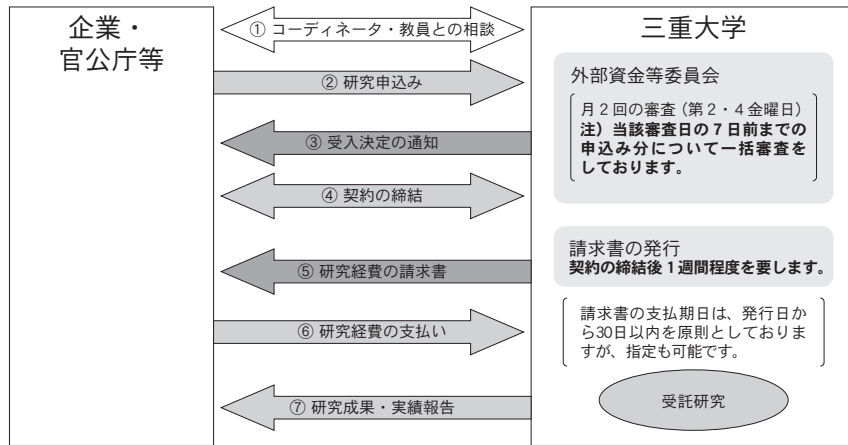 企業・
官公庁等
① コーディネータ・教員との相談
② 研究申込み
③ 受入決定の通知
④ 契約の締結
⑤ 研究経費の請求書
⑥ 研究経費の支払い
⑦ 研究成果・実績報告
三重大学
外部資金等委員会
月２回の審査（第２・４金曜日）
注）当該審査日の７日前までの
申込み分について一括審査を
しております。
請求書の発行
契約の締結後１週間程度を要します。
請求書の支払期日は、発行日か
ら30日以内を原則としておりま
すが、指定も可能です。
受託研究